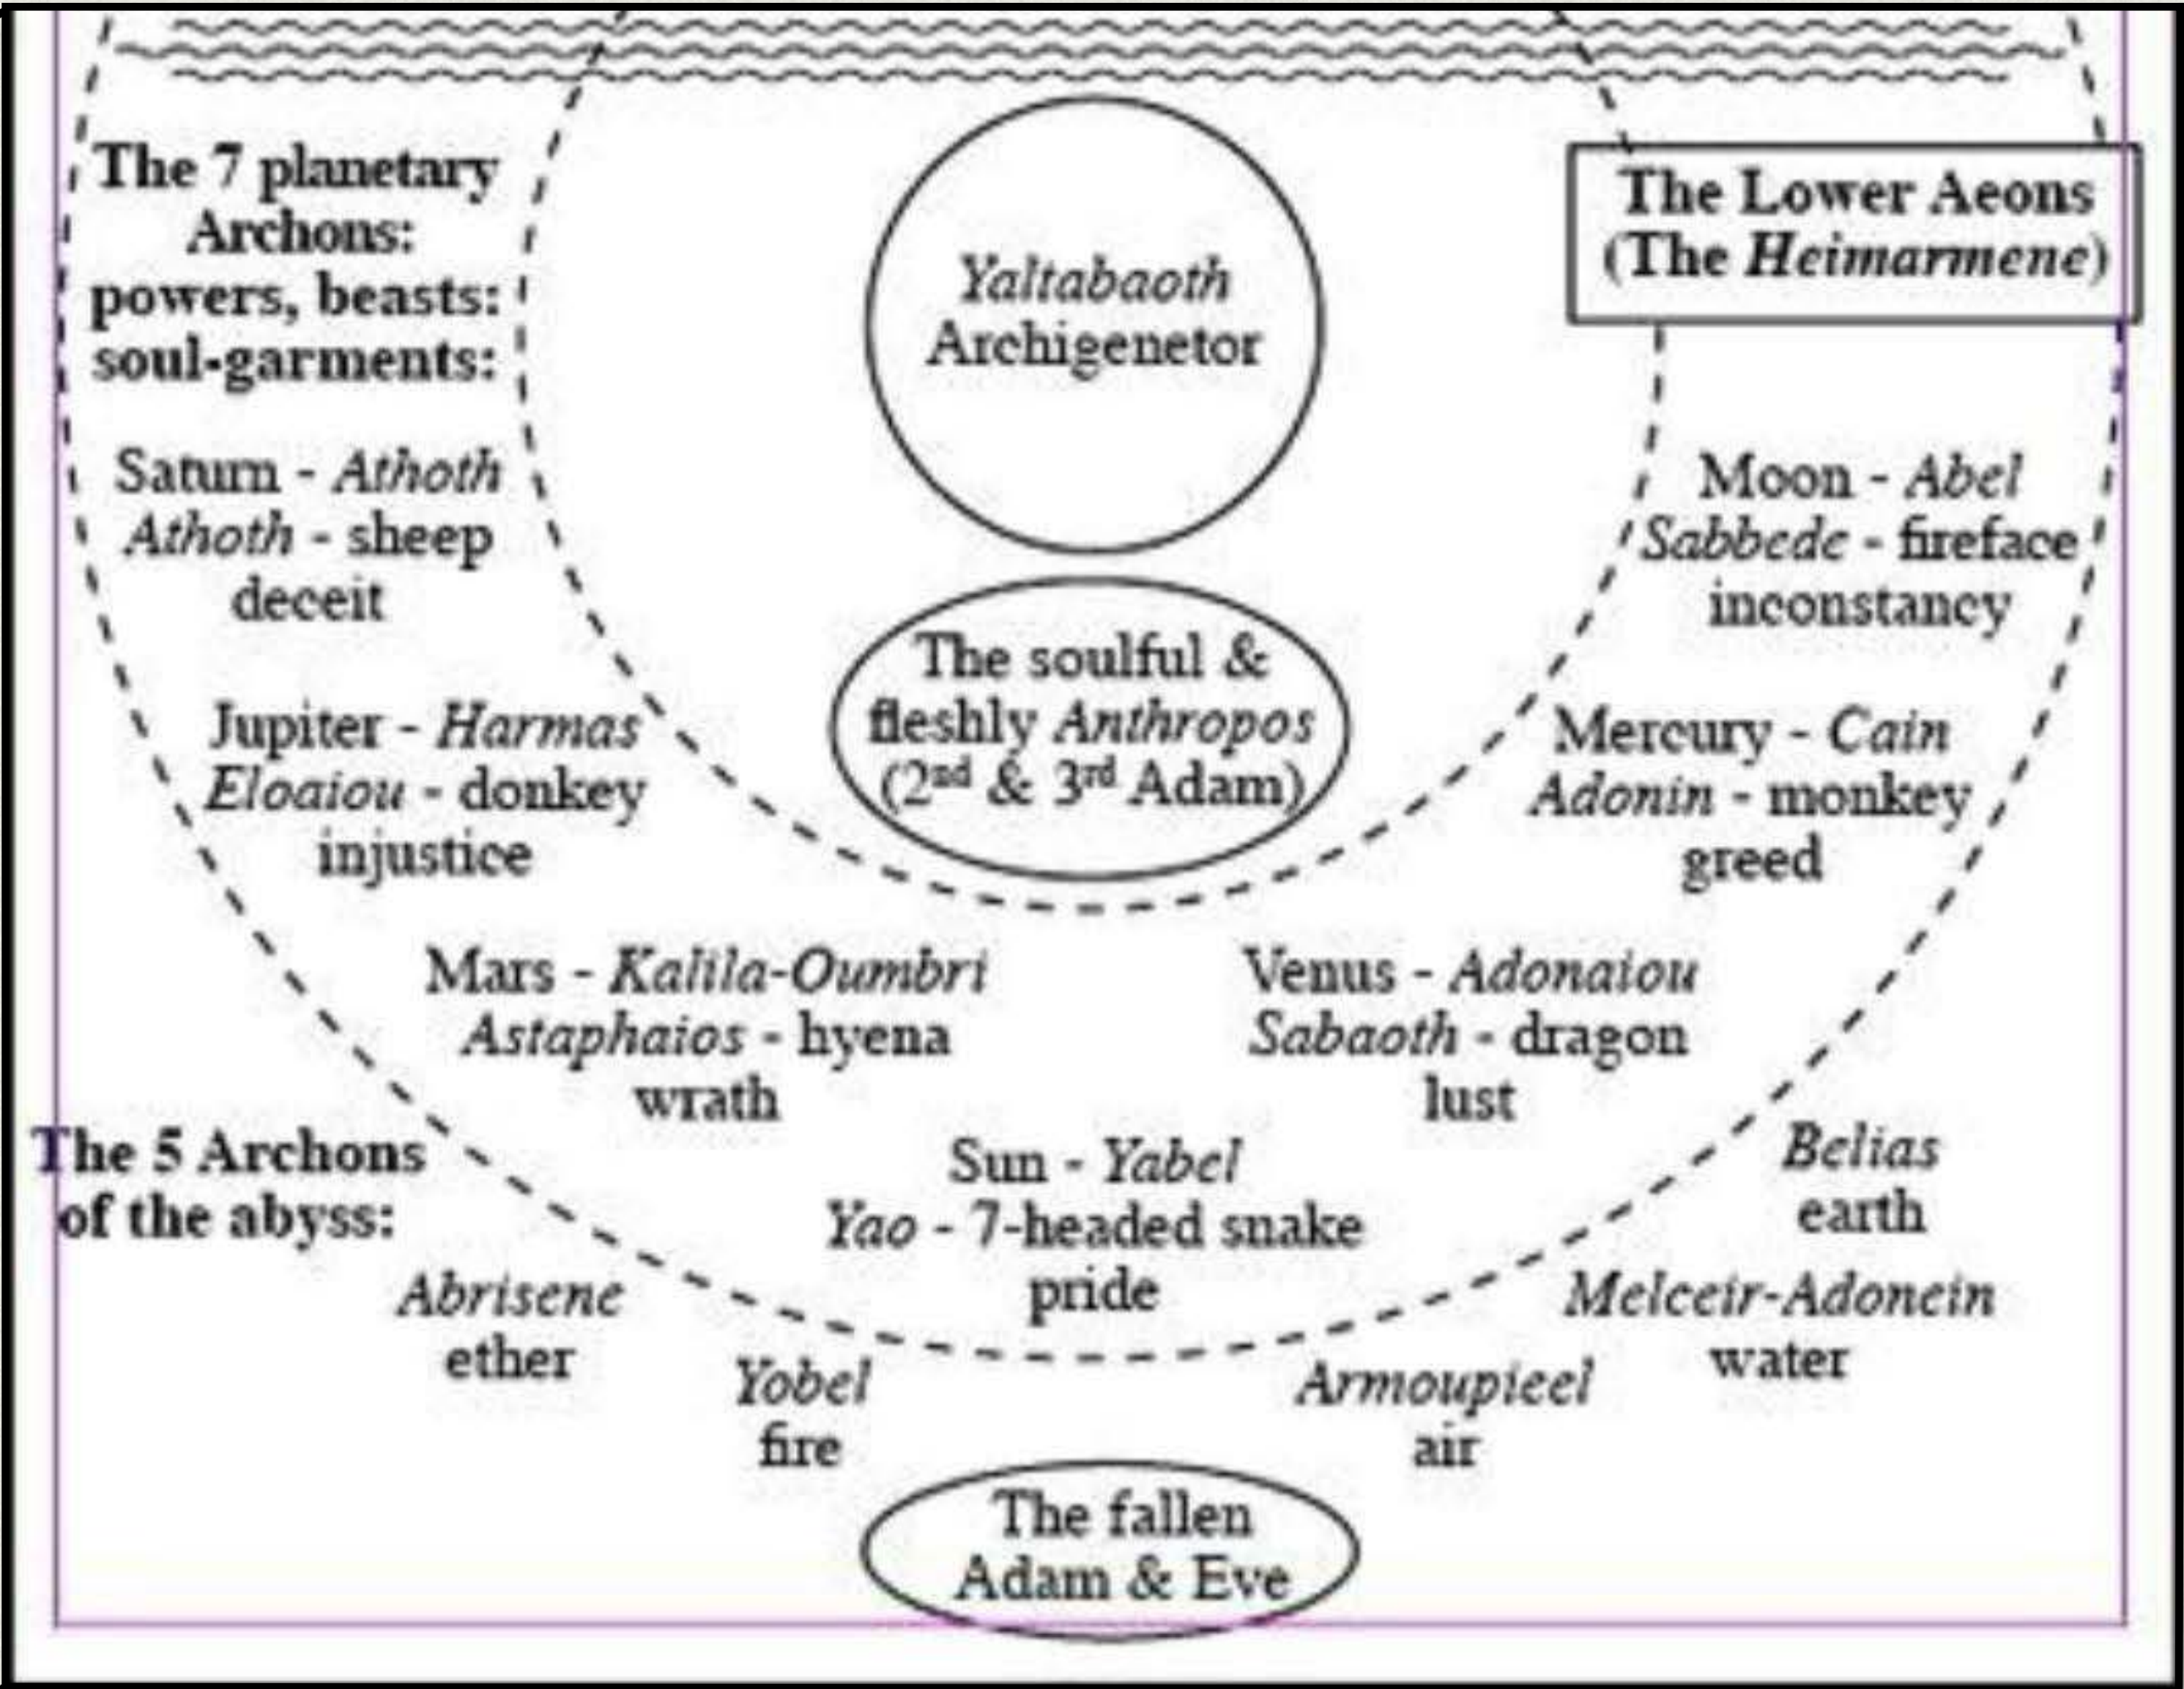 The 7 planetary
Archons:
powers, beasts:
soul-garments:
The Lower Aeons
(The Heimarmene)
Yaltabaoth
Archigenetor
Saturn - Athoth
Athoth - sheep
deceit
Moon - Abel
Sabbede - fireface
inconstancy
The soulful &
fleshly Anthropos
(2nd & 3rd Adam)
Jupiter - Harmas
Eloaiou - donkey
injustice
Mercury - Cain
Adonin - monkey
greed
Mars - Kalila-Oumbri
Astaphaios - hyena
wrath
Venus - Adonaiou
Sabaoth - dragon
lust
Sun - Yabel
Yao - 7-headed snake
pride
The 5 Archons
of the abyss:
Abrisene
ether
Yobel
fire
Armoupieel
air
Melceir-Adonein
water
Belias
earth
The fallen
Adam & Eve